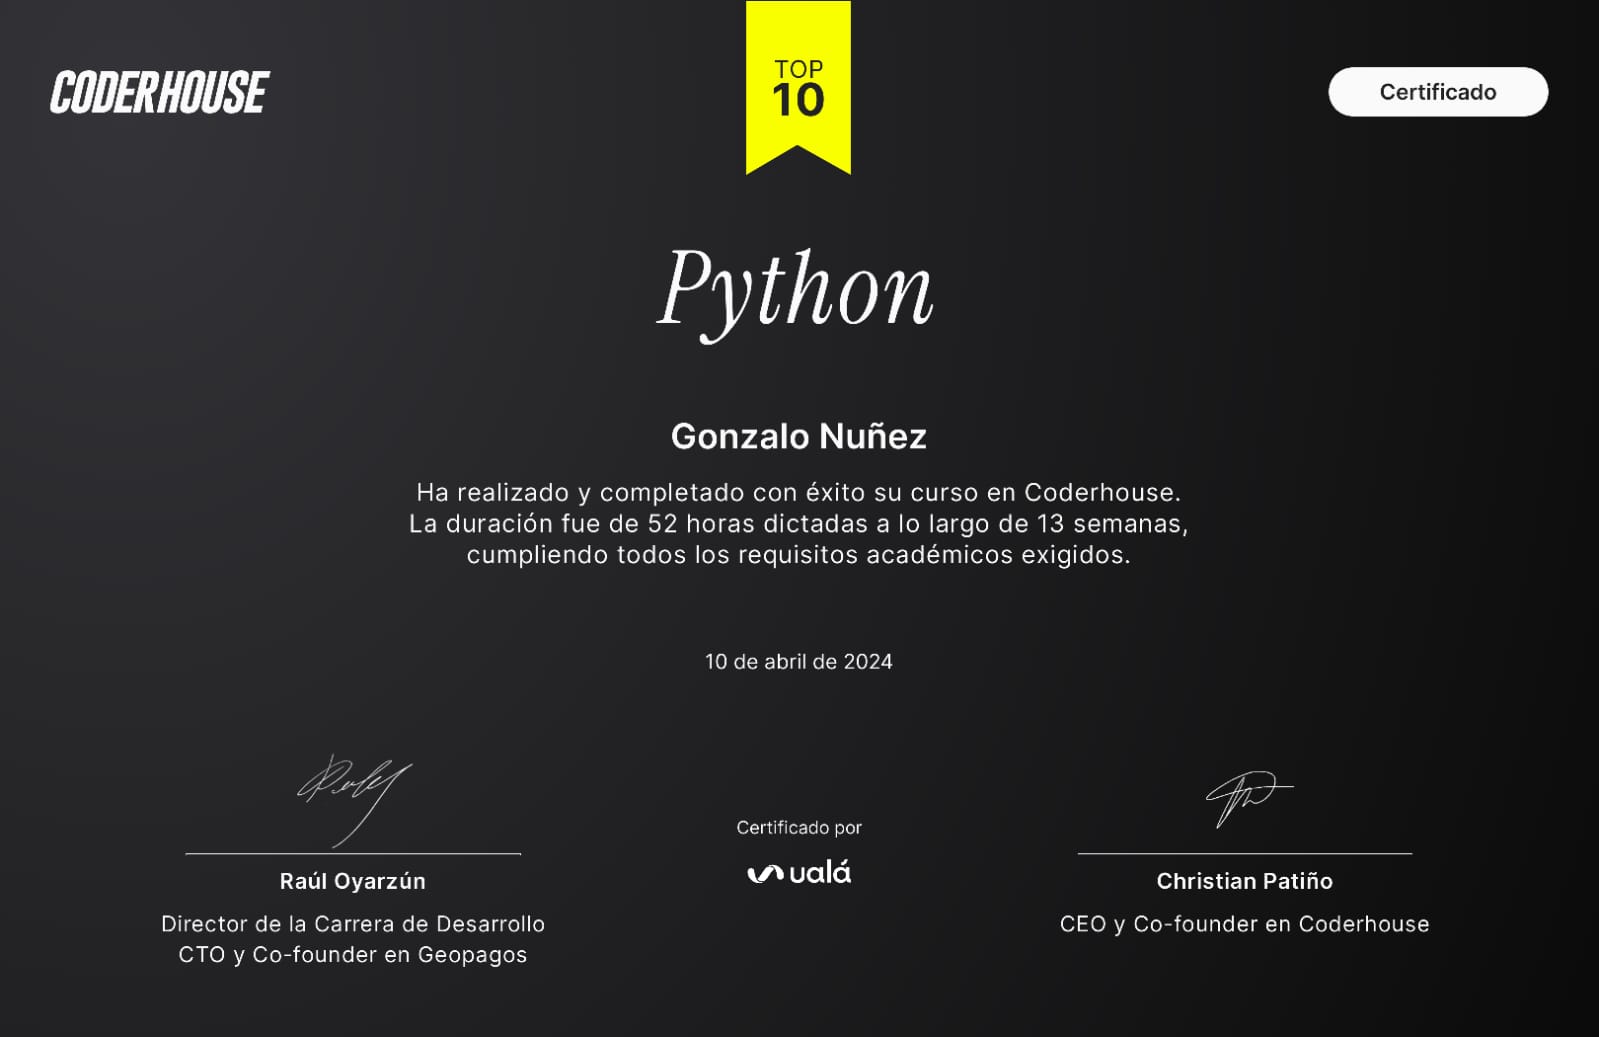 CODERHOUSE
TOP
10
Certificado
Python
Gonzalo Nuñez
Ha realizado y completado con éxito su curso en Coderhouse.
La duración fue de 52 horas dictadas a lo largo de 13 semanas,
cumpliendo todos los requisitos académicos exigidos.
10 de abril de 2024
Raúl Oyarzún
Director de la Carrera de Desarrollo
CTO y Co-founder en Geopagos
Certificado por
ualá
Christian Patiño
CEO y Co-founder en Coderhouse